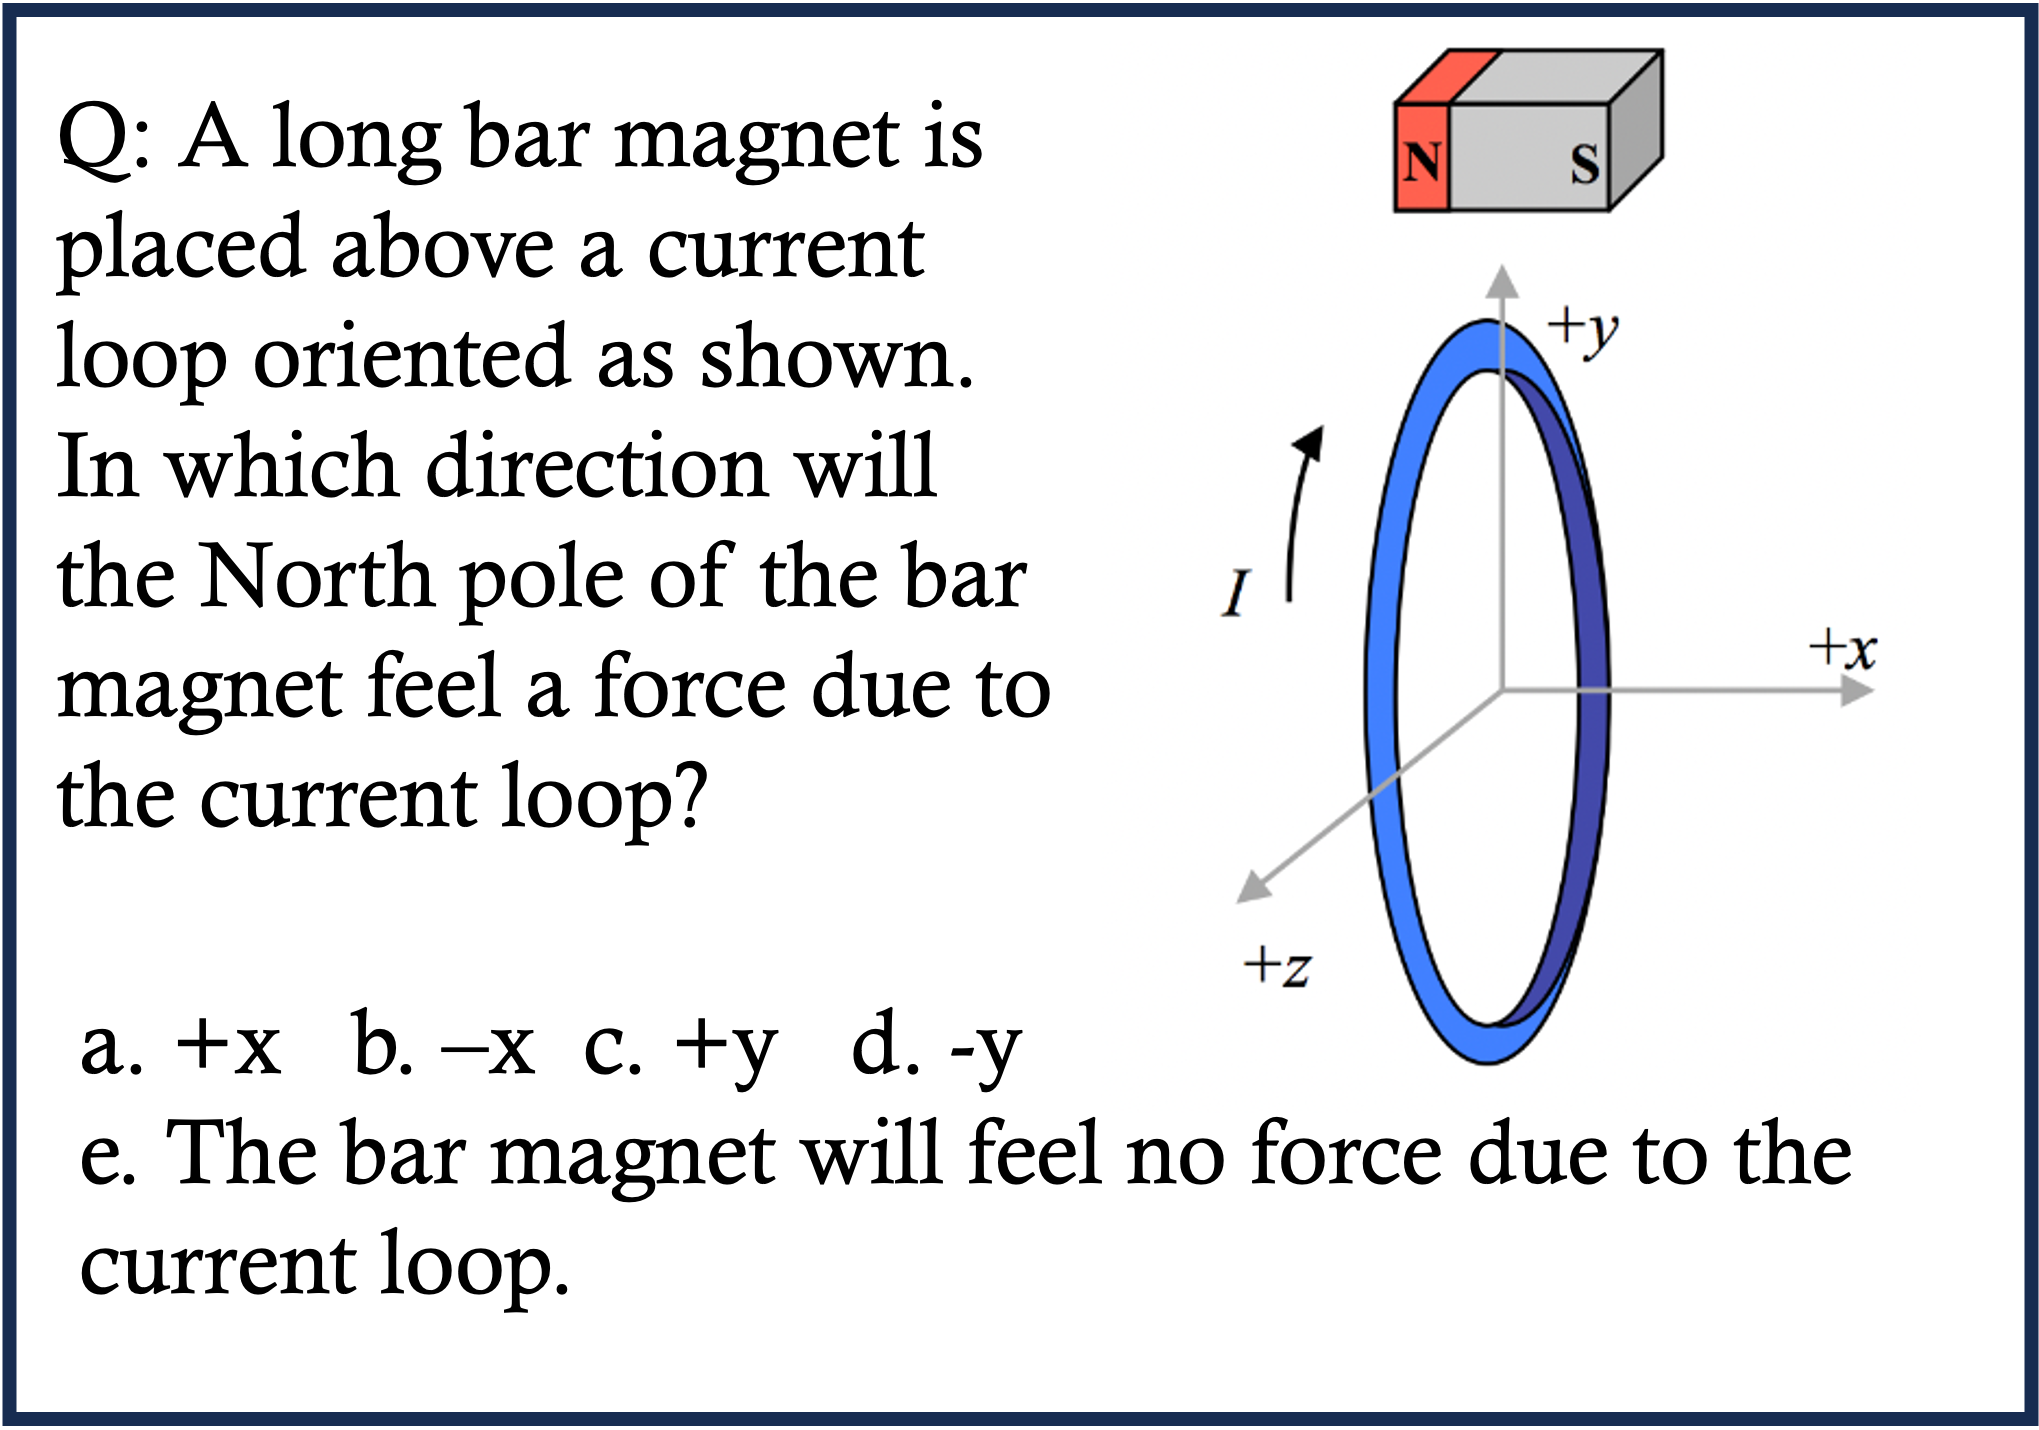 Q: A long bar magnet is
placed above a current
loop oriented as shown.
In which direction will
the North pole of the bar
magnet feel a force due to
the current loop?
a. +x b. –x c. +y d. -y
e. The bar magnet will feel no force due to the
current loop.
N S
+y
I
+x
+z